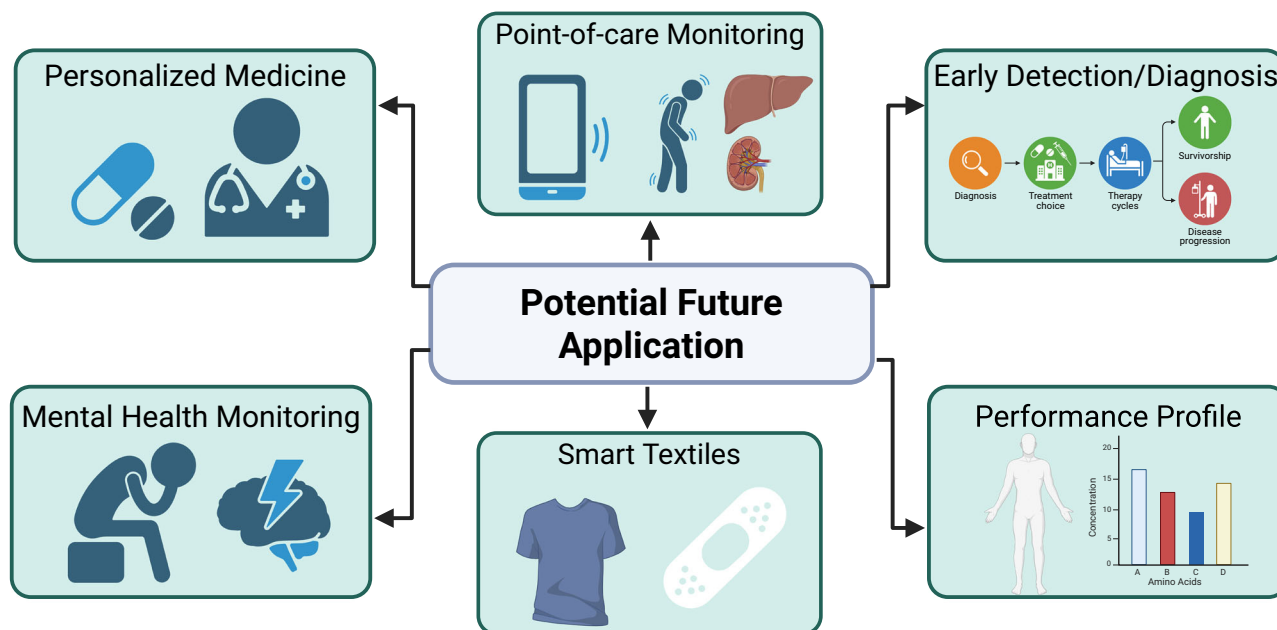 Personalized Medicine
Point-of-care Monitoring
Early Detection/Diagnosis
Diagnosis
Treatment
choice
Therapy
cycles
Survivorship
Disease
progression
Potential Future
Application
Mental Health Monitoring
Smart Textiles
Performance Profile
Concentration
20
15
10
5
0
A
B
C
D
Amino Acids